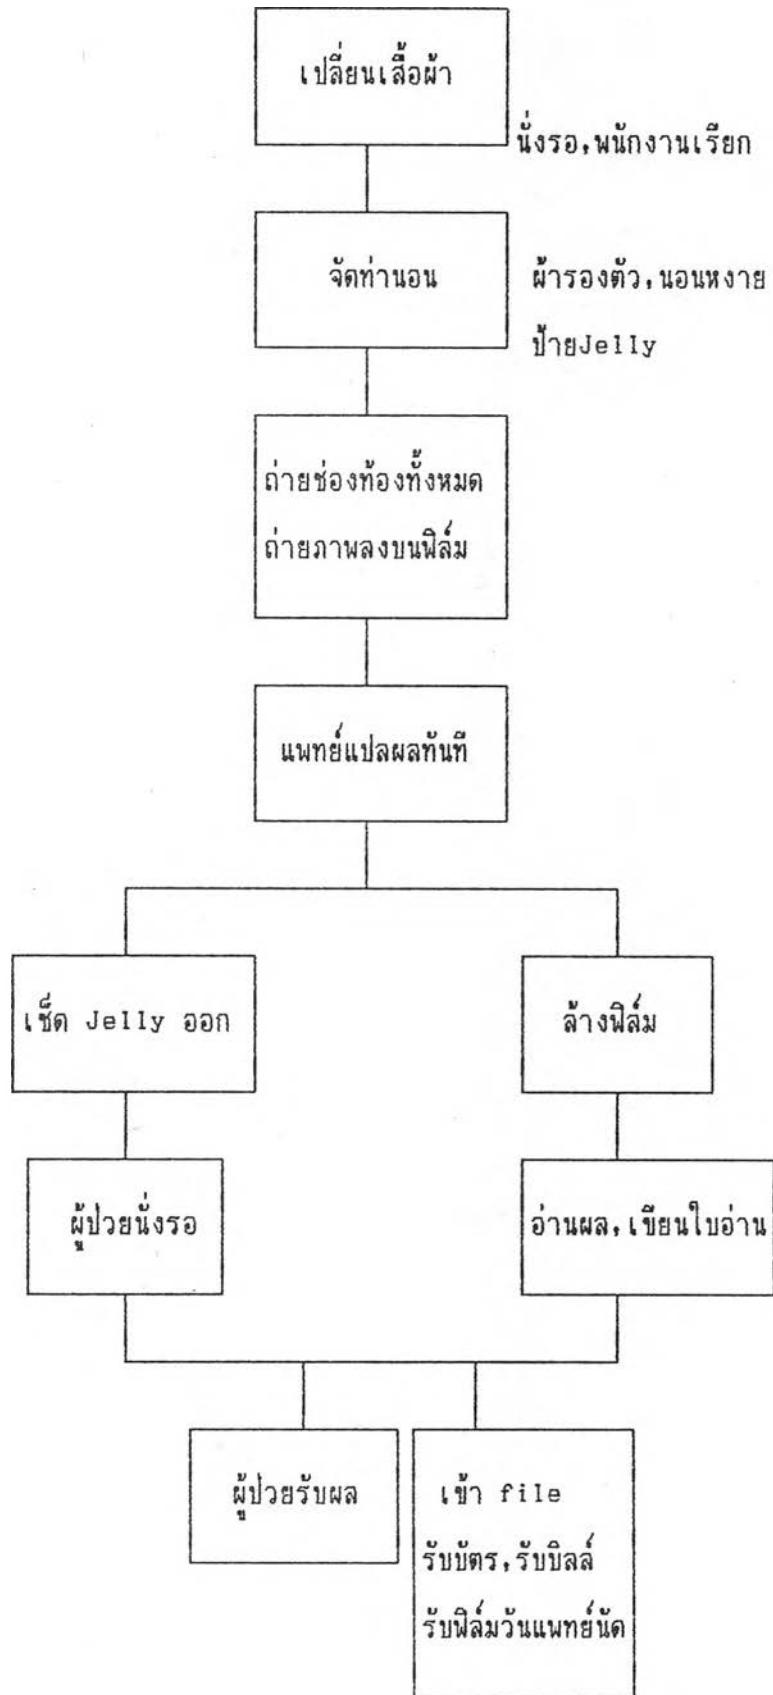 เปลี่ยนเสื้อผ้า
นั่งรอ,พนักงานเรียก
จัดท่านอน
ผ้ารองตัว,นอนหงาย
ป้ายJelly
ถ่ายช่องท้องทั้งหมด
ถ่ายภาพลงบนฟิล์ม
แพทย์แปลผลทันที
เช็ด Jelly ออก
ล้างฟิล์ม
ผู้ป่วยนั่งรอ
อ่านผล,เขียนใบอ่าน
ผู้ป่วยรับผล
เข้า file
รับบัตร,รับบิลล์
รับฟิล์มวันแพทย์นัด